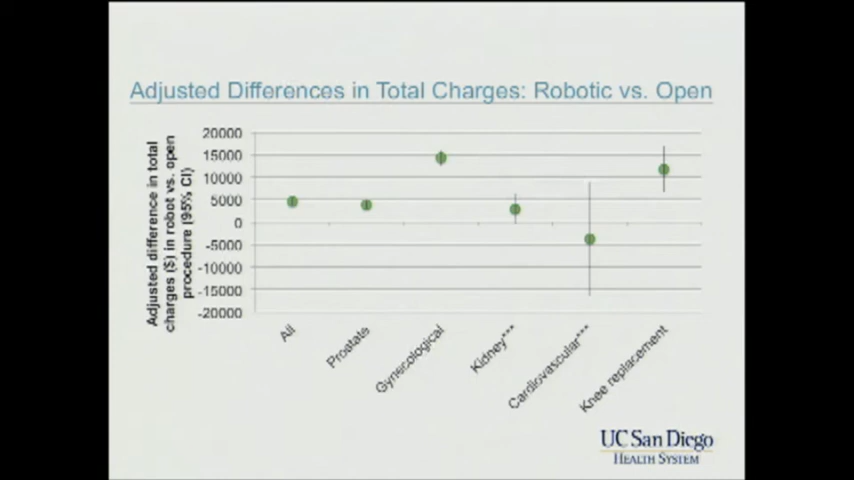 Adjusted Differences in Total Charges: Robotic vs. Open
Adjusted difference in total
charges ($) in robot vs. open
procedure (95% CI)
20000
15000
10000
5000
0
-5000
-10000
-15000
-20000
All
Prostate
Gynecological
Kidney***
Cardiovascular***
Knee replacement
UC San Diego
HEALTH SYSTEM